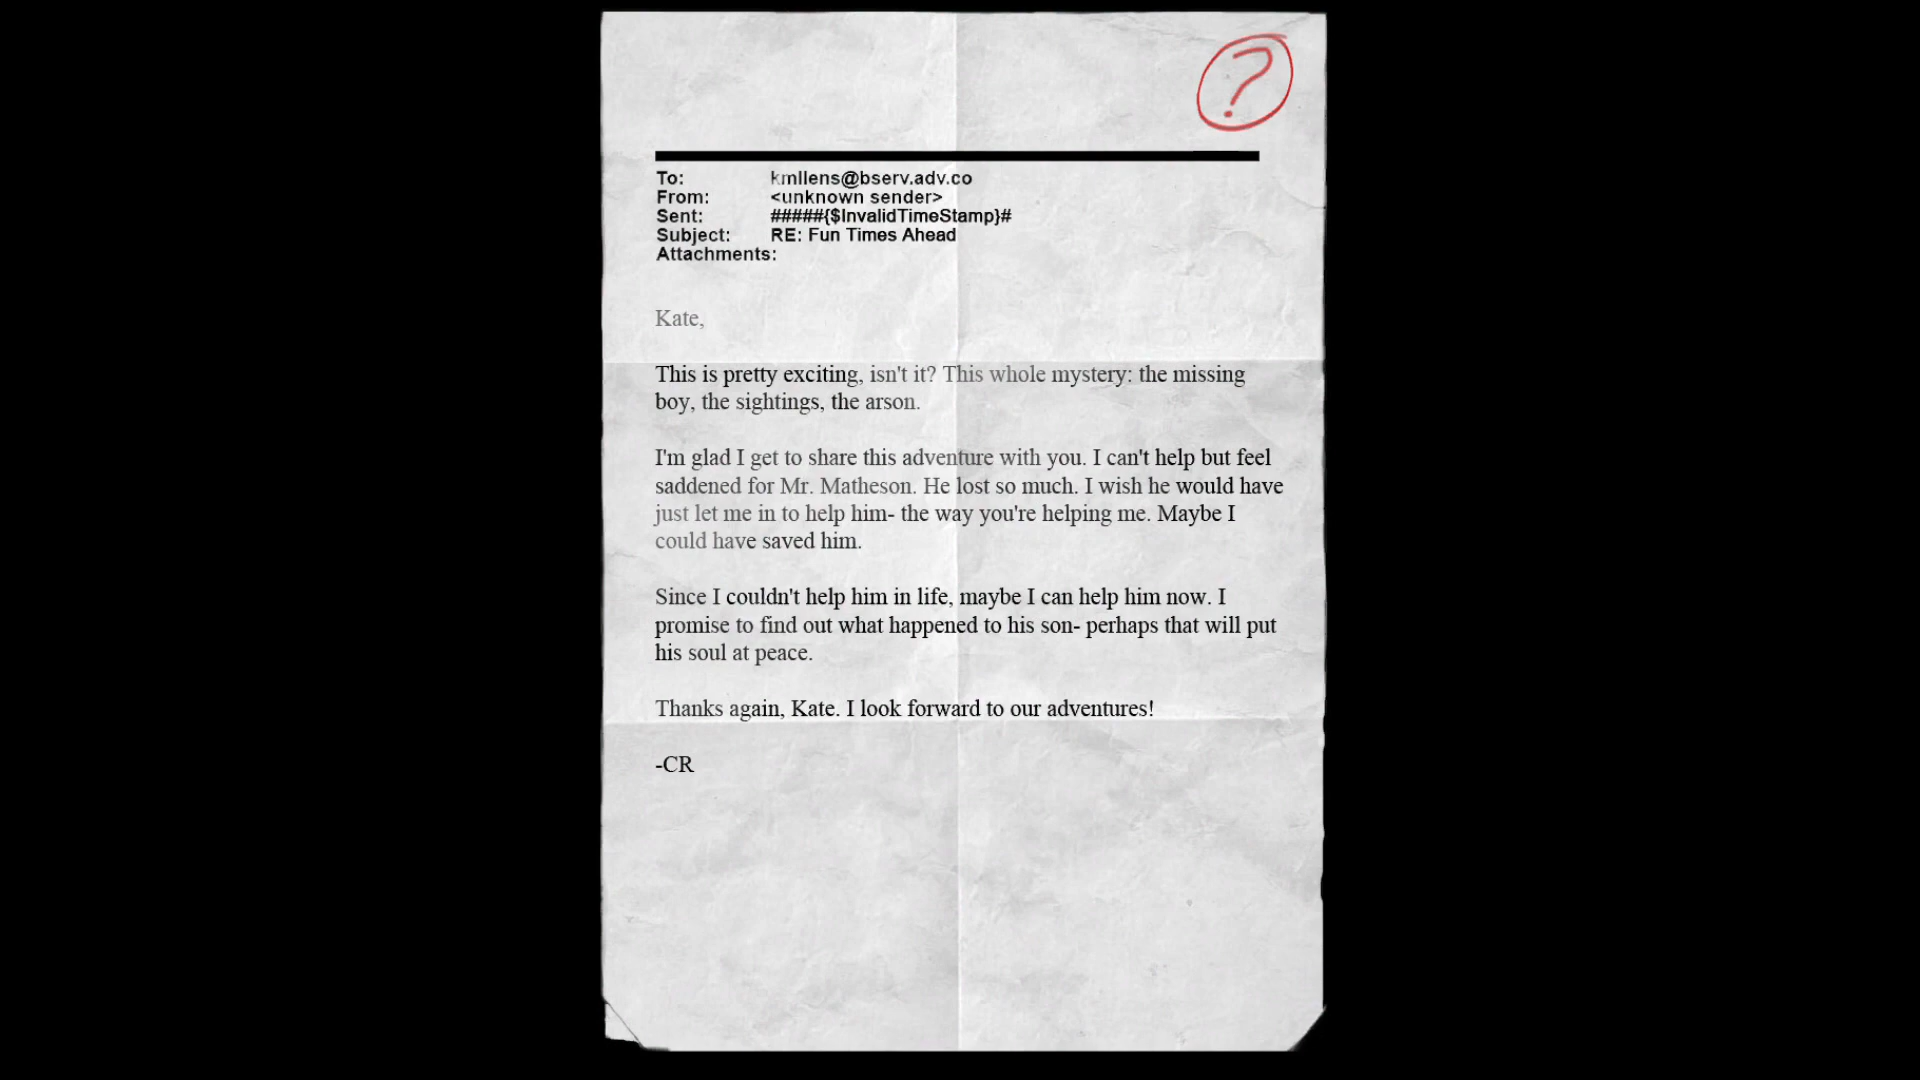 ?
To: kmllens@bserv.adv.co
From: <unknown sender>
Sent: #####{$InvalidTimeStamp}#
Subject: RE: Fun Times Ahead
Attachments:
Kate,
This is pretty exciting, isn't it? This whole mystery: the missing
boy, the sightings, the arson.
I'm glad I get to share this adventure with you. I can't help but feel
saddened for Mr. Matheson. He lost so much. I wish he would have
just let me in to help him- the way you're helping me. Maybe I
could have saved him.
Since I couldn't help him in life, maybe I can help him now. I
promise to find out what happened to his son- perhaps that will put
his soul at peace.
Thanks again, Kate. I look forward to our adventures!
-CR